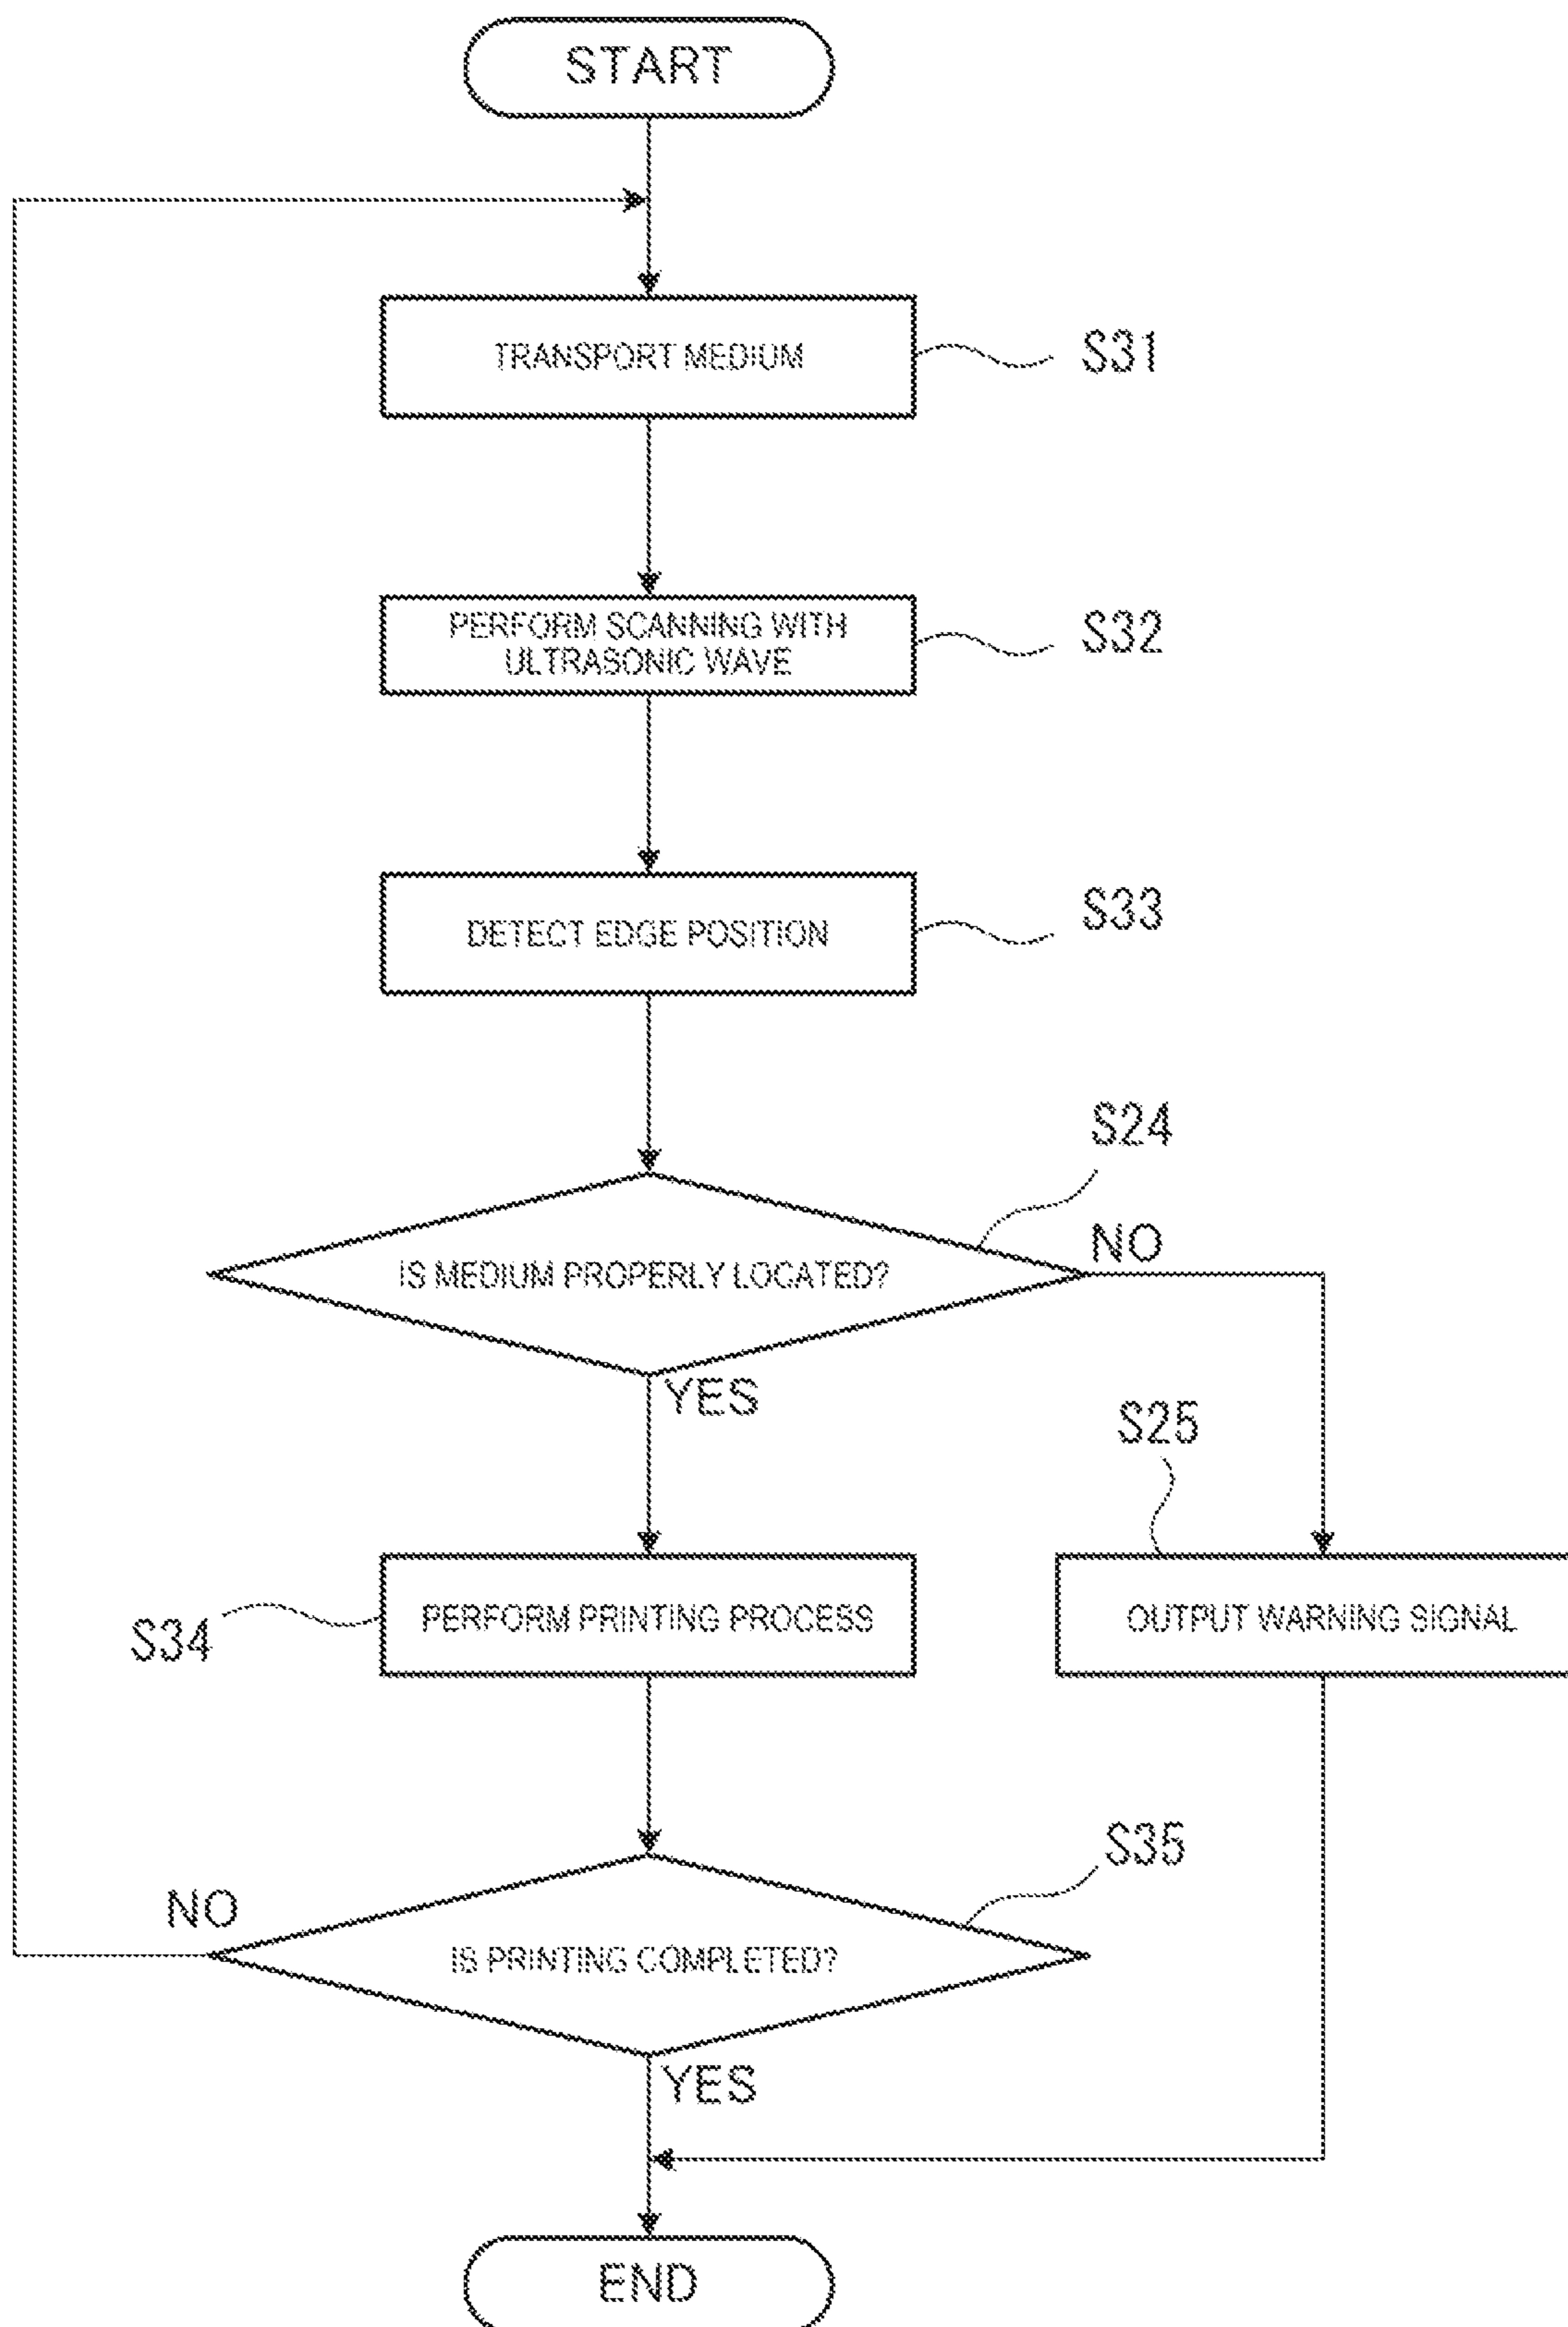 START
TRANSPORT MEDIUM
S31
PERFORM SCANNING WITH
ULTRASONIC WAVE
S32
DETECT EDGE POSITION
S33
S24
IS MEDIUM PROPERLY LOCATED?
NO
YES
S25
S34
PERFORM PRINTING PROCESS
OUTPUT WARNING SIGNAL
S35
NO
IS PRINTING COMPLETED?
YES
END